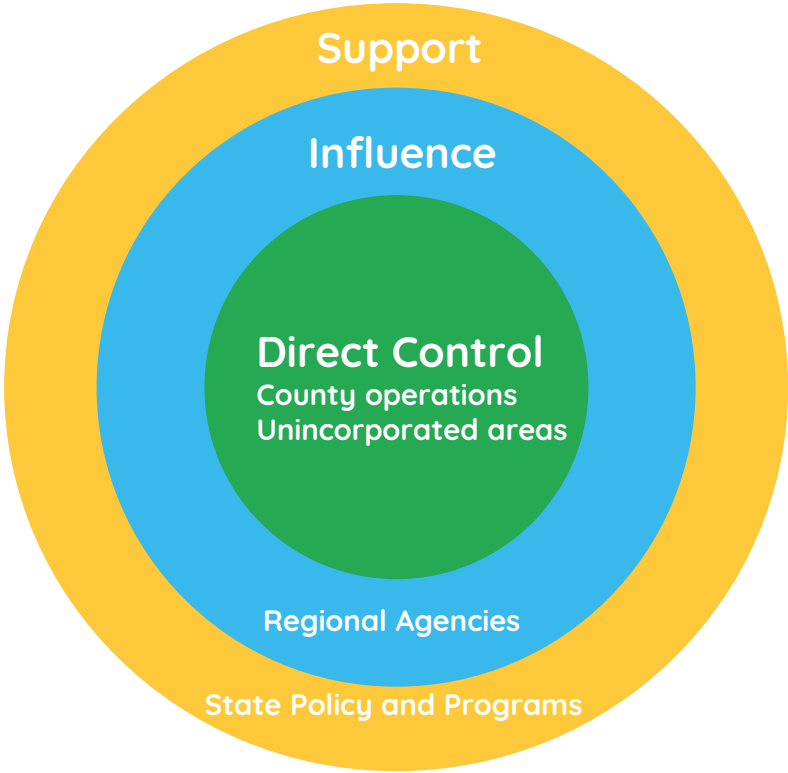 Support
Influence
Direct Control
County operations
Unincorporated areas
Regional Agencies
State Policy and Programs